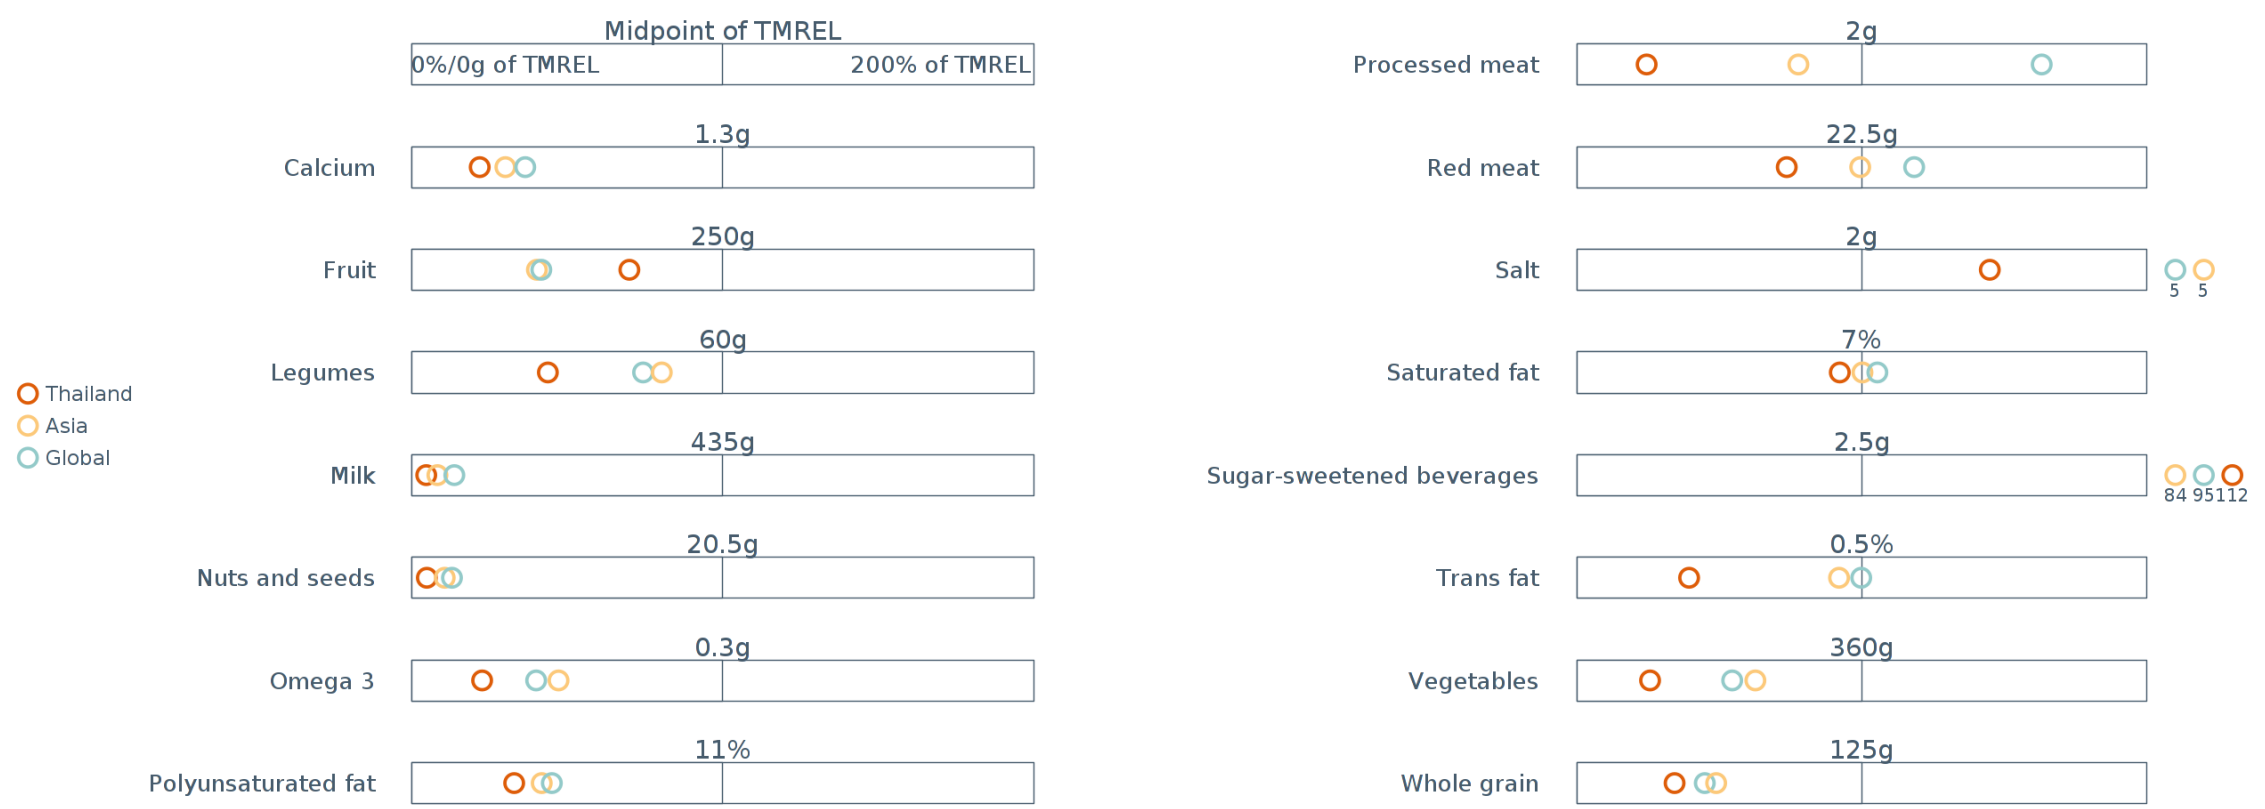 Midpoint of TMREL
0%/0g of TMREL 200% of TMREL
1.3g
Calcium
250g
Fruit
60g
Legumes
435g
Milk
20.5g
Nuts and seeds
0.3g
Omega 3
11%
Polyunsaturated fat
Thailand
Asia
Global
2g
Processed meat
22.5g
Red meat
2g
Salt
5 5
7%
Saturated fat
2.5g
Sugar-sweetened beverages
84 95 112
0.5%
Trans fat
360g
Vegetables
125g
Whole grain